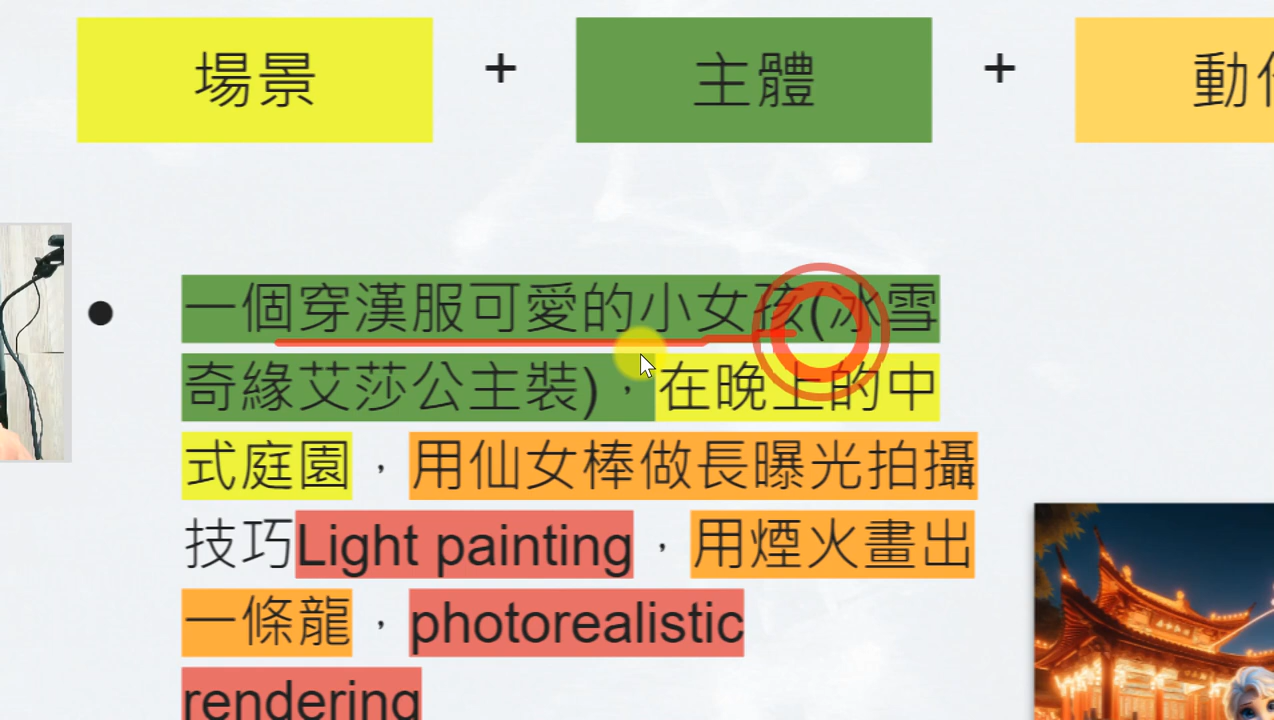 場景 + 主體 + 動
一個穿漢服可愛的小女孩(冰雪
奇緣艾莎公主裝)，在晚上的中
式庭園，用仙女棒做長曝光拍攝
技巧Light painting，用煙火畫出
一條龍，photorealistic
rendering